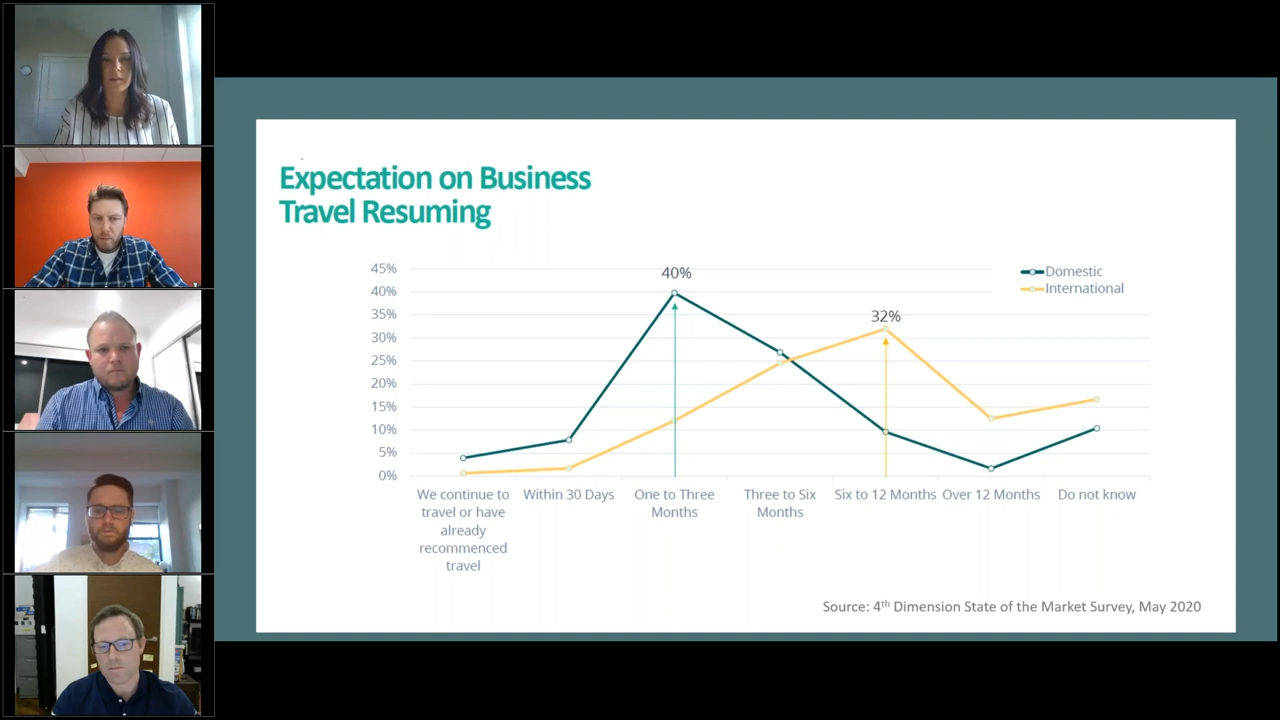 Expectation on Business
Travel Resuming
45%
40%
35%
30%
25%
20%
15%
10%
5%
0%
40%
32%
Domestic
International
We continue to
travel or have
already
recommenced
travel
Within 30 Days
One to Three
Months
Three to Six
Months
Six to 12 Months
Over 12 Months
Do not know
Source: 4th Dimension State of the Market Survey, May 2020